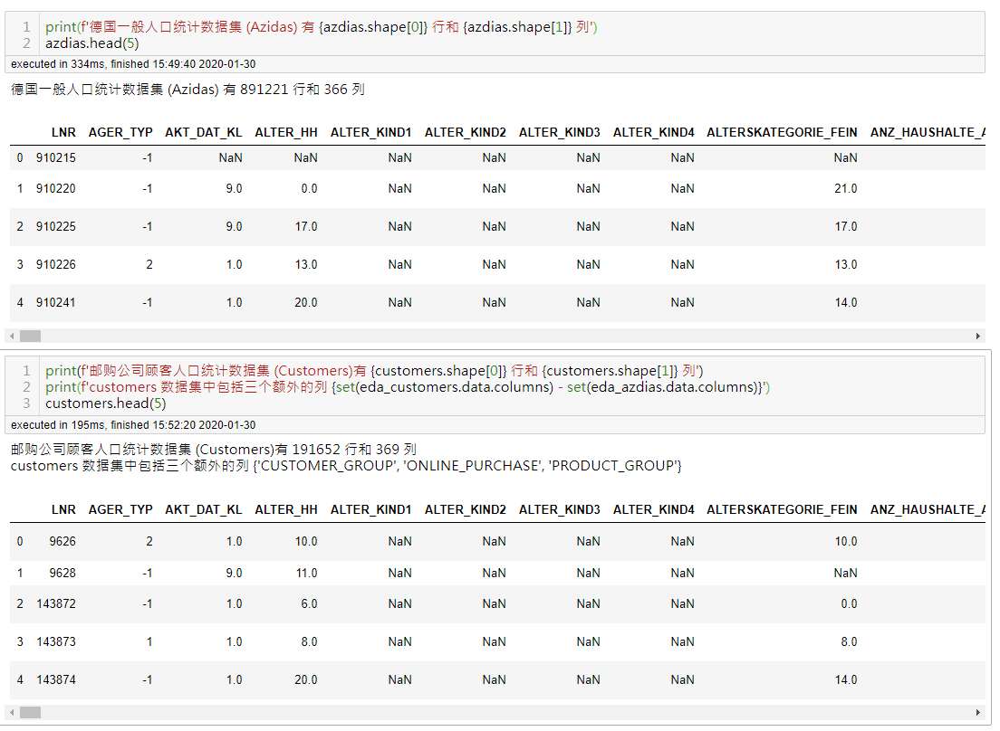 1 print(f'德国一般人口统计数据集 (Azidas) 有 {azdias.shape[0]} 行和 {azdias.shape[1]} 列')
2 azdias.head(5)
executed in 334ms, finished 15:49:40 2020-01-30
德国一般人口统计数据集 (Azidas) 有 891221 行和 366 列
LNR AGER_TYP AKT_DAT_KL ALTER_HH ALTER_KIND1 ALTER_KIND2 ALTER_KIND3 ALTER_KIND4 ALTERSKATEGORIE_FEIN ANZ_HAUSHALTE_A
0 910215 -1 NaN NaN NaN NaN NaN NaN NaN
1 910220 -1 9.0 0.0 NaN NaN NaN NaN 21.0
2 910225 -1 9.0 17.0 NaN NaN NaN NaN 17.0
3 910226 2 1.0 13.0 NaN NaN NaN NaN 13.0
4 910241 -1 1.0 20.0 NaN NaN NaN NaN 14.0
1 print(f'邮购公司顾客人口统计数据集 (Customers)有 {customers.shape[0]} 行和 {customers.shape[1]} 列')
2 print(f'customers 数据集中包括三个额外的列 {set(eda_customers.data.columns) - set(eda_azdias.data.columns)}')
3 customers.head(5)
executed in 195ms, finished 15:52:20 2020-01-30
邮购公司顾客人口统计数据集 (Customers)有 191652 行和 369 列
customers 数据集中包括三个额外的列 {'CUSTOMER_GROUP', 'ONLINE_PURCHASE', 'PRODUCT_GROUP'}
LNR AGER_TYP AKT_DAT_KL ALTER_HH ALTER_KIND1 ALTER_KIND2 ALTER_KIND3 ALTER_KIND4 ALTERSKATEGORIE_FEIN ANZ_HAUSHALTE_A
0 9626 2 1.0 10.0 NaN NaN NaN NaN 10.0
1 9628 -1 9.0 11.0 NaN NaN NaN NaN NaN
2 143872 -1 1.0 6.0 NaN NaN NaN NaN 0.0
3 143873 1 1.0 8.0 NaN NaN NaN NaN 8.0
4 143874 -1 1.0 20.0 NaN NaN NaN NaN 14.0